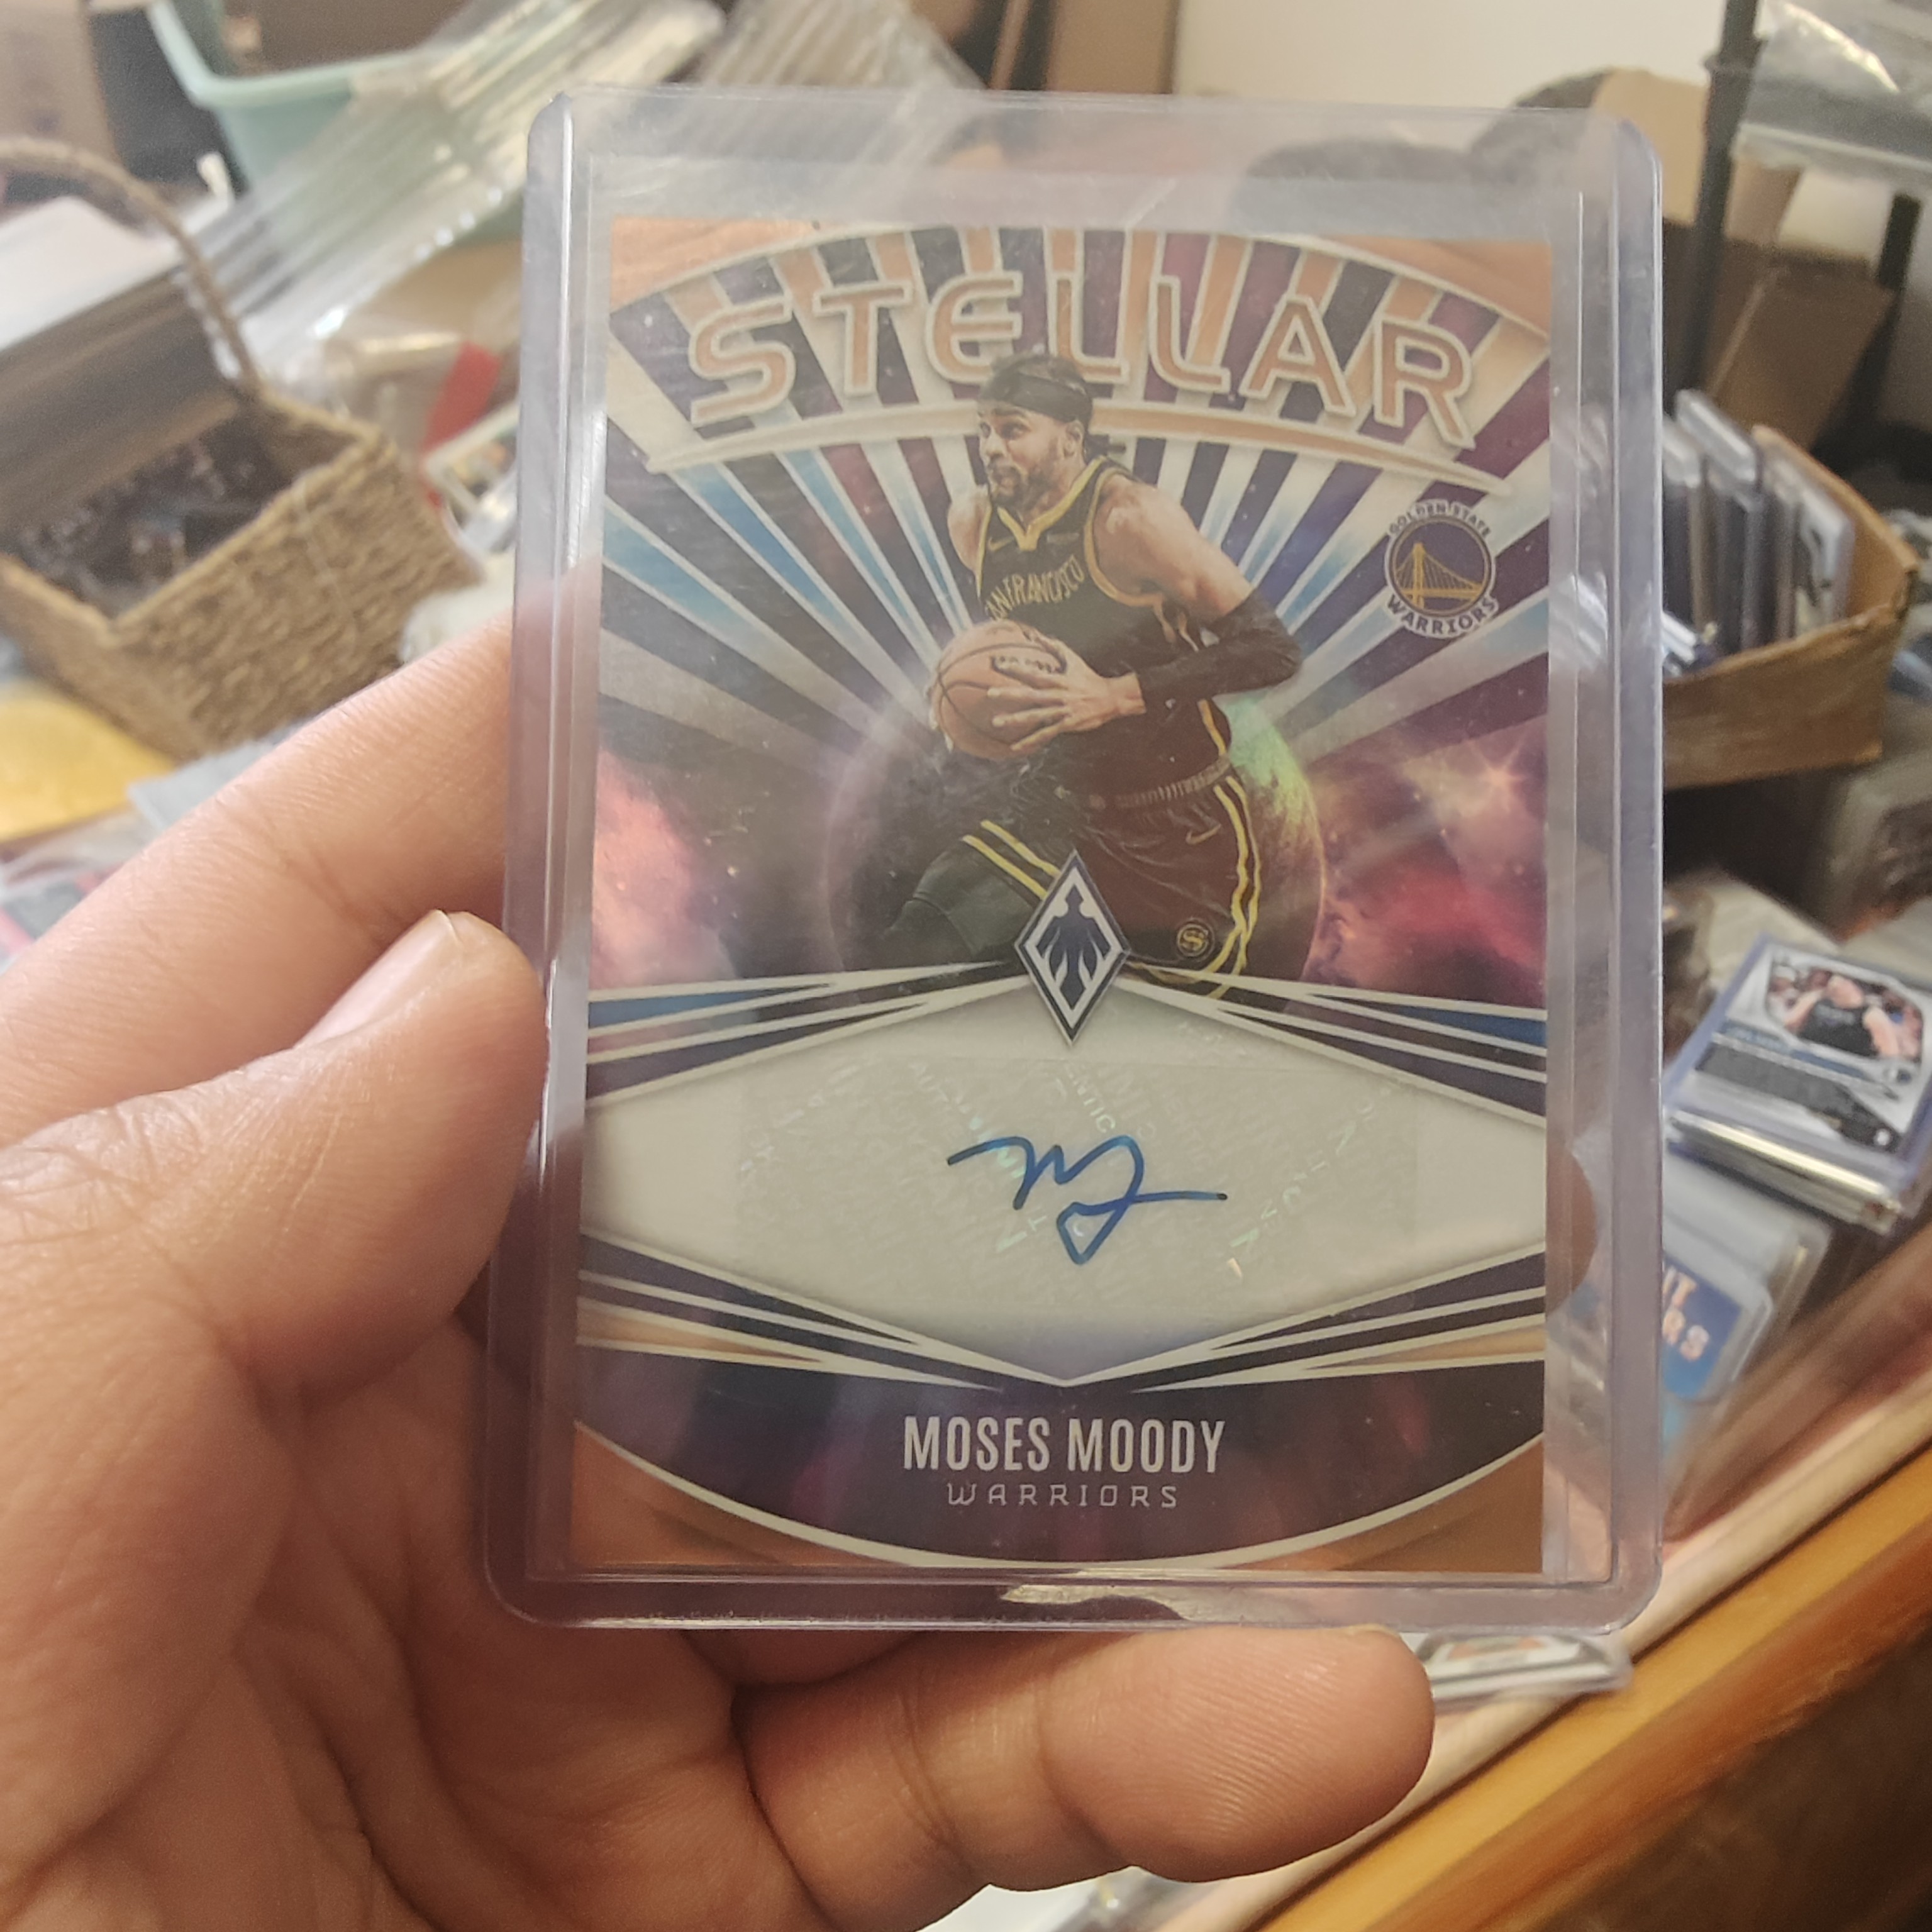 STELLAR
GOLDEN STATE
WARRIORS
SAN FRANCISCO
MOSES MOODY
WARRIORS